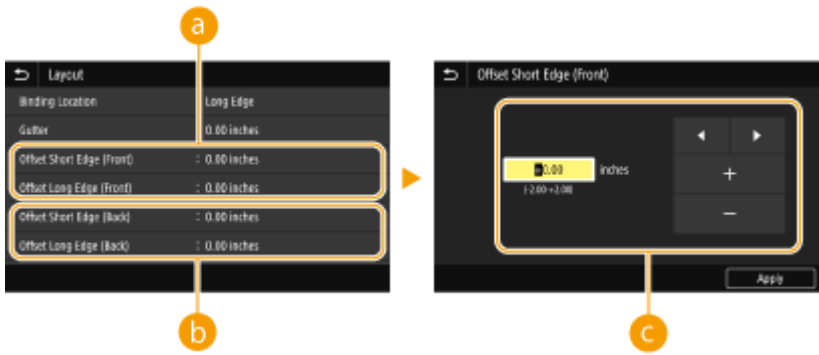 a
Layout
Binding Location Long Edge
Gutter 0.00 inches
Offset Short Edge (Front) : 0.00 inches
Offset Long Edge (Front) : 0.00 inches
Offset Short Edge (Back) : 0.00 inches
Offset Long Edge (Back) : 0.00 inches
b
Offset Short Edge (Front)
+0.00 inches
(-2.00-+2.00)
+
−
Apply
c